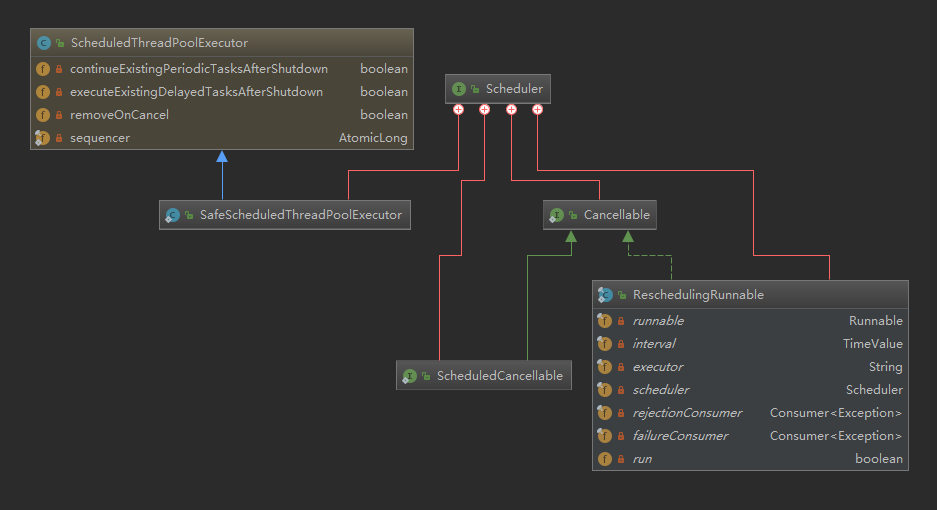 ScheduledThreadPoolExecutor
continueExistingPeriodicTasksAfterShutdown boolean
executeExistingDelayedTasksAfterShutdown boolean
removeOnCancel boolean
sequencer AtomicLong
Scheduler
SafeScheduledThreadPoolExecutor
Cancellable
ReschedulingRunnable
runnable Runnable
interval TimeValue
executor String
scheduler Scheduler
rejectionConsumer Consumer<Exception>
failureConsumer Consumer<Exception>
run boolean
ScheduledCancellable